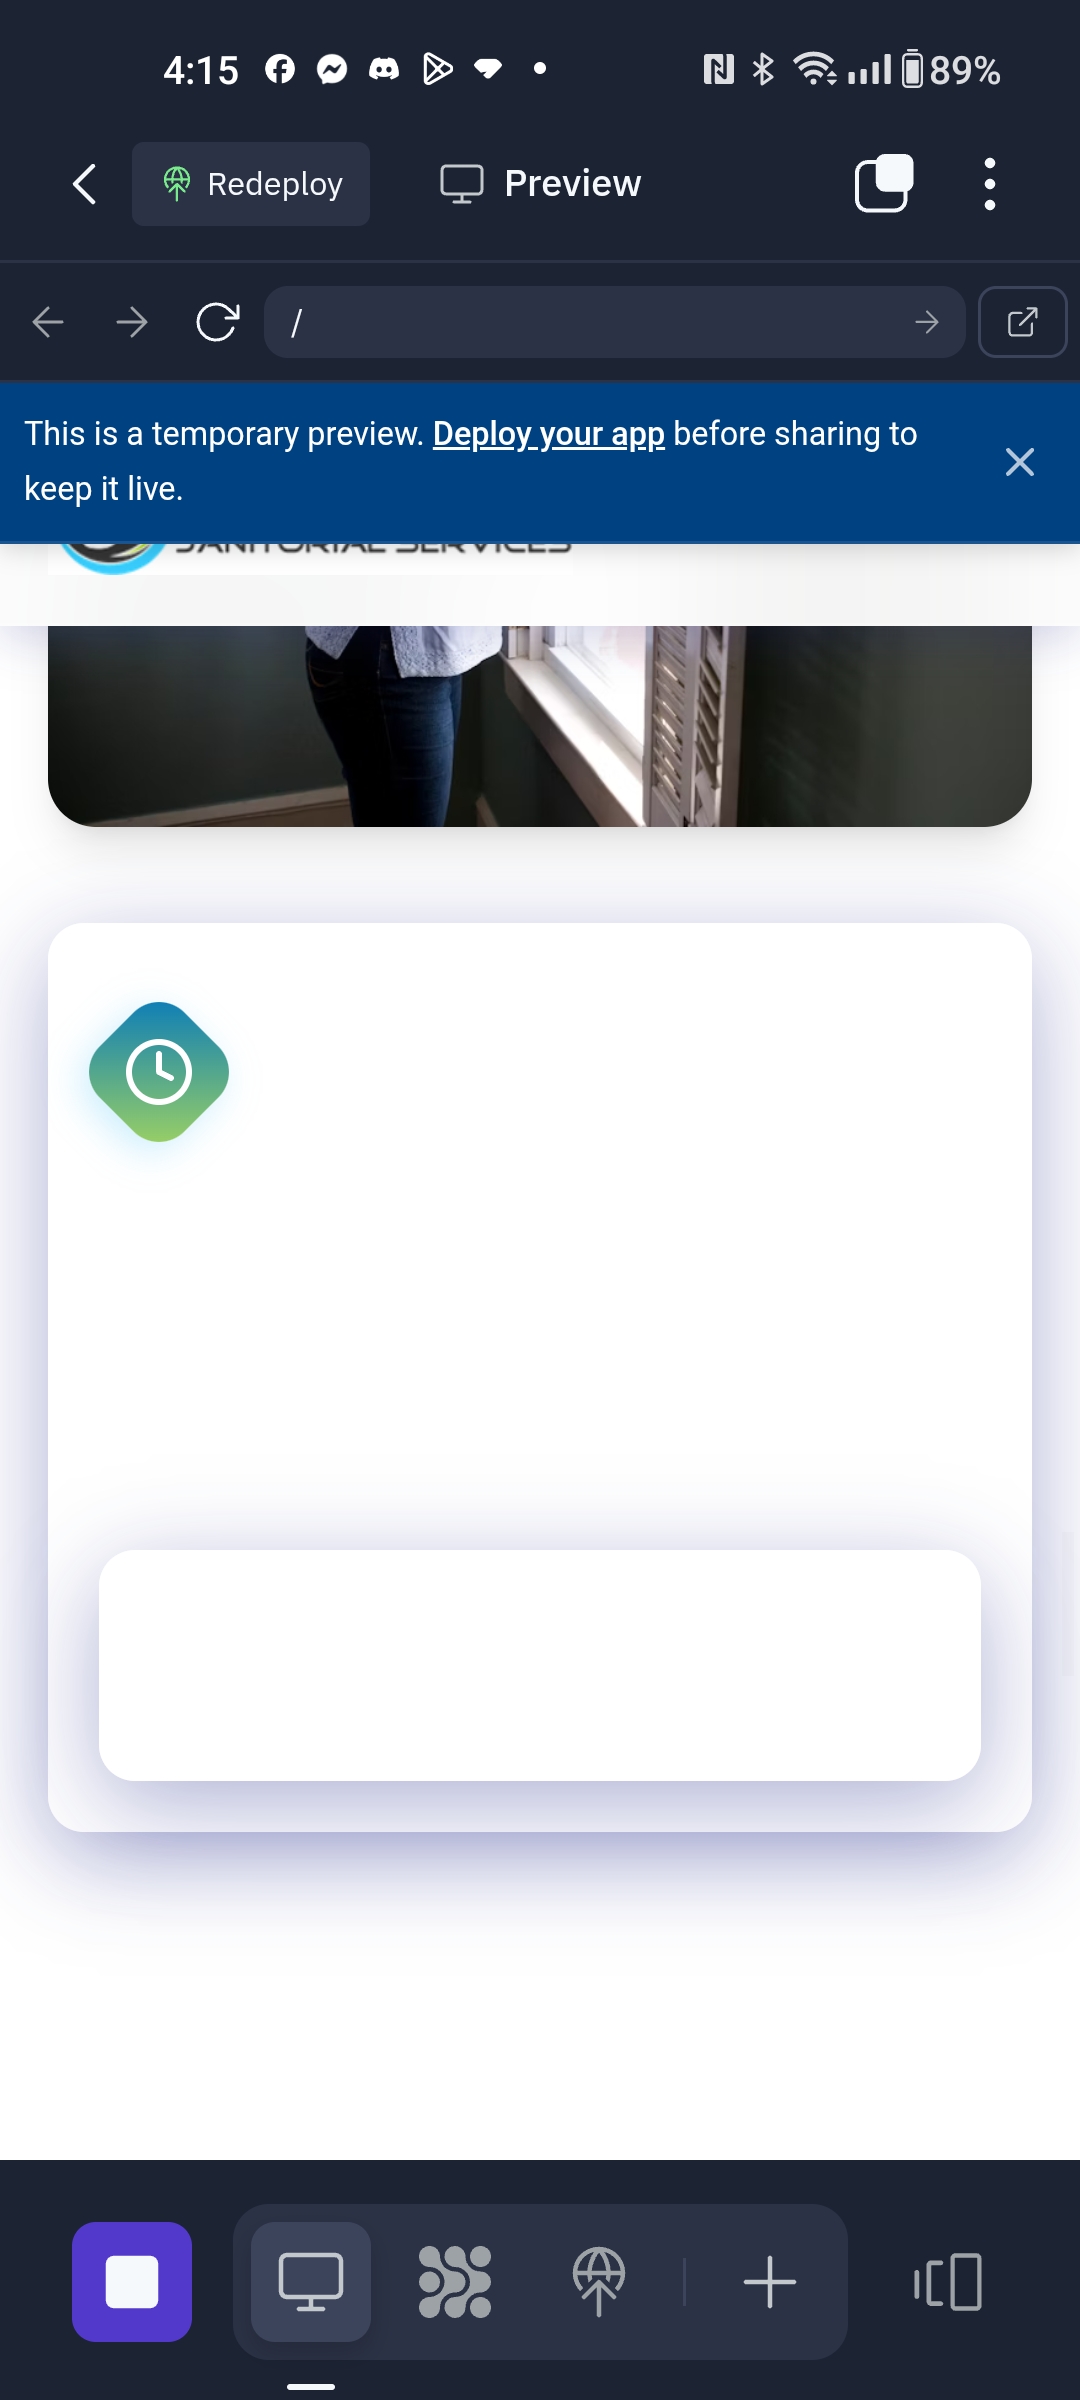 4:15 89%
Redeploy Preview
/
This is a temporary preview. Deploy your app before sharing to
keep it live.
JANITORIAL SERVICES